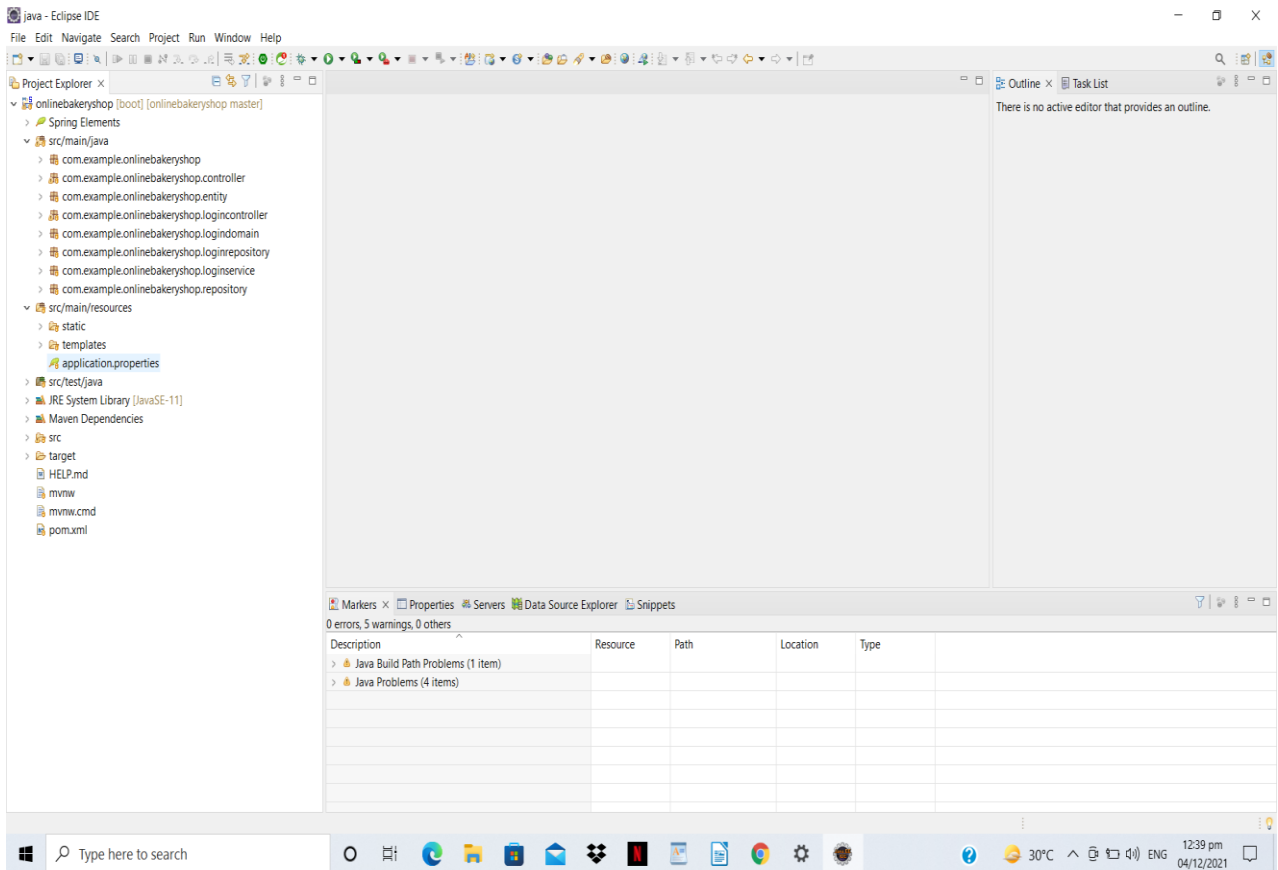 java - Eclipse IDE
File Edit Navigate Search Project Run Window Help
Project Explorer
onlinebakeryshop [boot] [onlinebakeryshop master]
Spring Elements
src/main/java
com.example.onlinebakeryshop
com.example.onlinebakeryshop.controller
com.example.onlinebakeryshop.entity
com.example.onlinebakeryshop.logincontroller
com.example.onlinebakeryshop.logindomain
com.example.onlinebakeryshop.loginrepository
com.example.onlinebakeryshop.loginservice
com.example.onlinebakeryshop.repository
src/main/resources
static
templates
application.properties
src/test/java
JRE System Library [JavaSE-11]
Maven Dependencies
src
target
HELP.md
mvnw
mvnw.cmd
pom.xml
Outline Task List
There is no active editor that provides an outline.
Markers Properties Servers Data Source Explorer Snippets
0 errors, 5 warnings, 0 others
Description Resource Path Location Type
Java Build Path Problems (1 item)
Java Problems (4 items)
Type here to search
30°C ENG
12:39 pm
04/12/2021